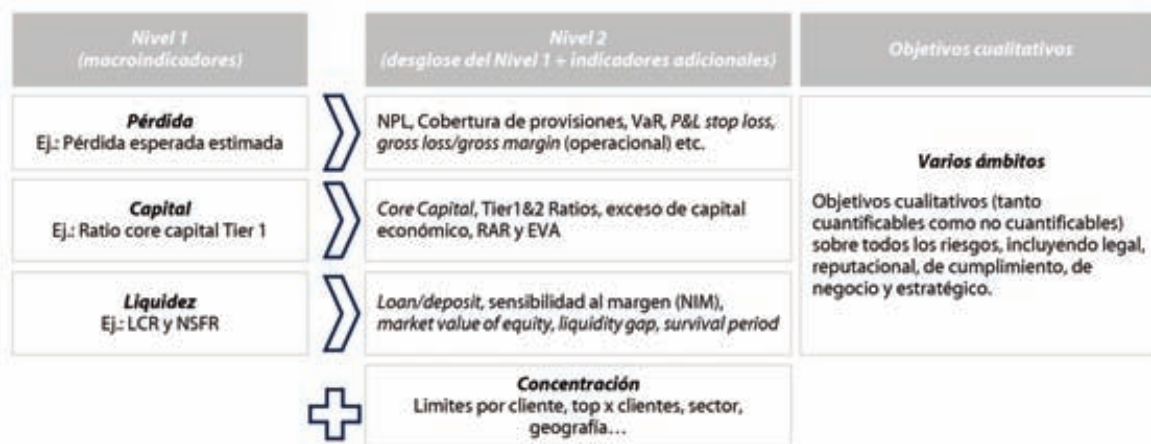 Nivel 1
(macroindicadores)
Nivel 2
(desglose del Nivel 1 + indicadores adicionales)
Objetivos cualitativos
Pérdida
Ej.: Pérdida esperada estimada
NPL, Cobertura de provisiones, VaR, P&L stop loss,
gross loss/gross margin (operacional) etc.
Capital
Ej.: Ratio core capital Tier 1
Core Capital, Tier1&2 Ratios, exceso de capital
económico, RAR y EVA
Liquidez
Ej.: LCR y NSFR
Loan/deposit, sensibilidad al margen (NIM),
market value of equity, liquidity gap, survival period
Varios ámbitos
Objetivos cualitativos (tanto
cuantificables como no cuantificables)
sobre todos los riesgos, incluyendo legal,
reputacional, de cumplimiento, de
negocio y estratégico.
Concentración
Limites por cliente, top x clientes, sector,
geografía…